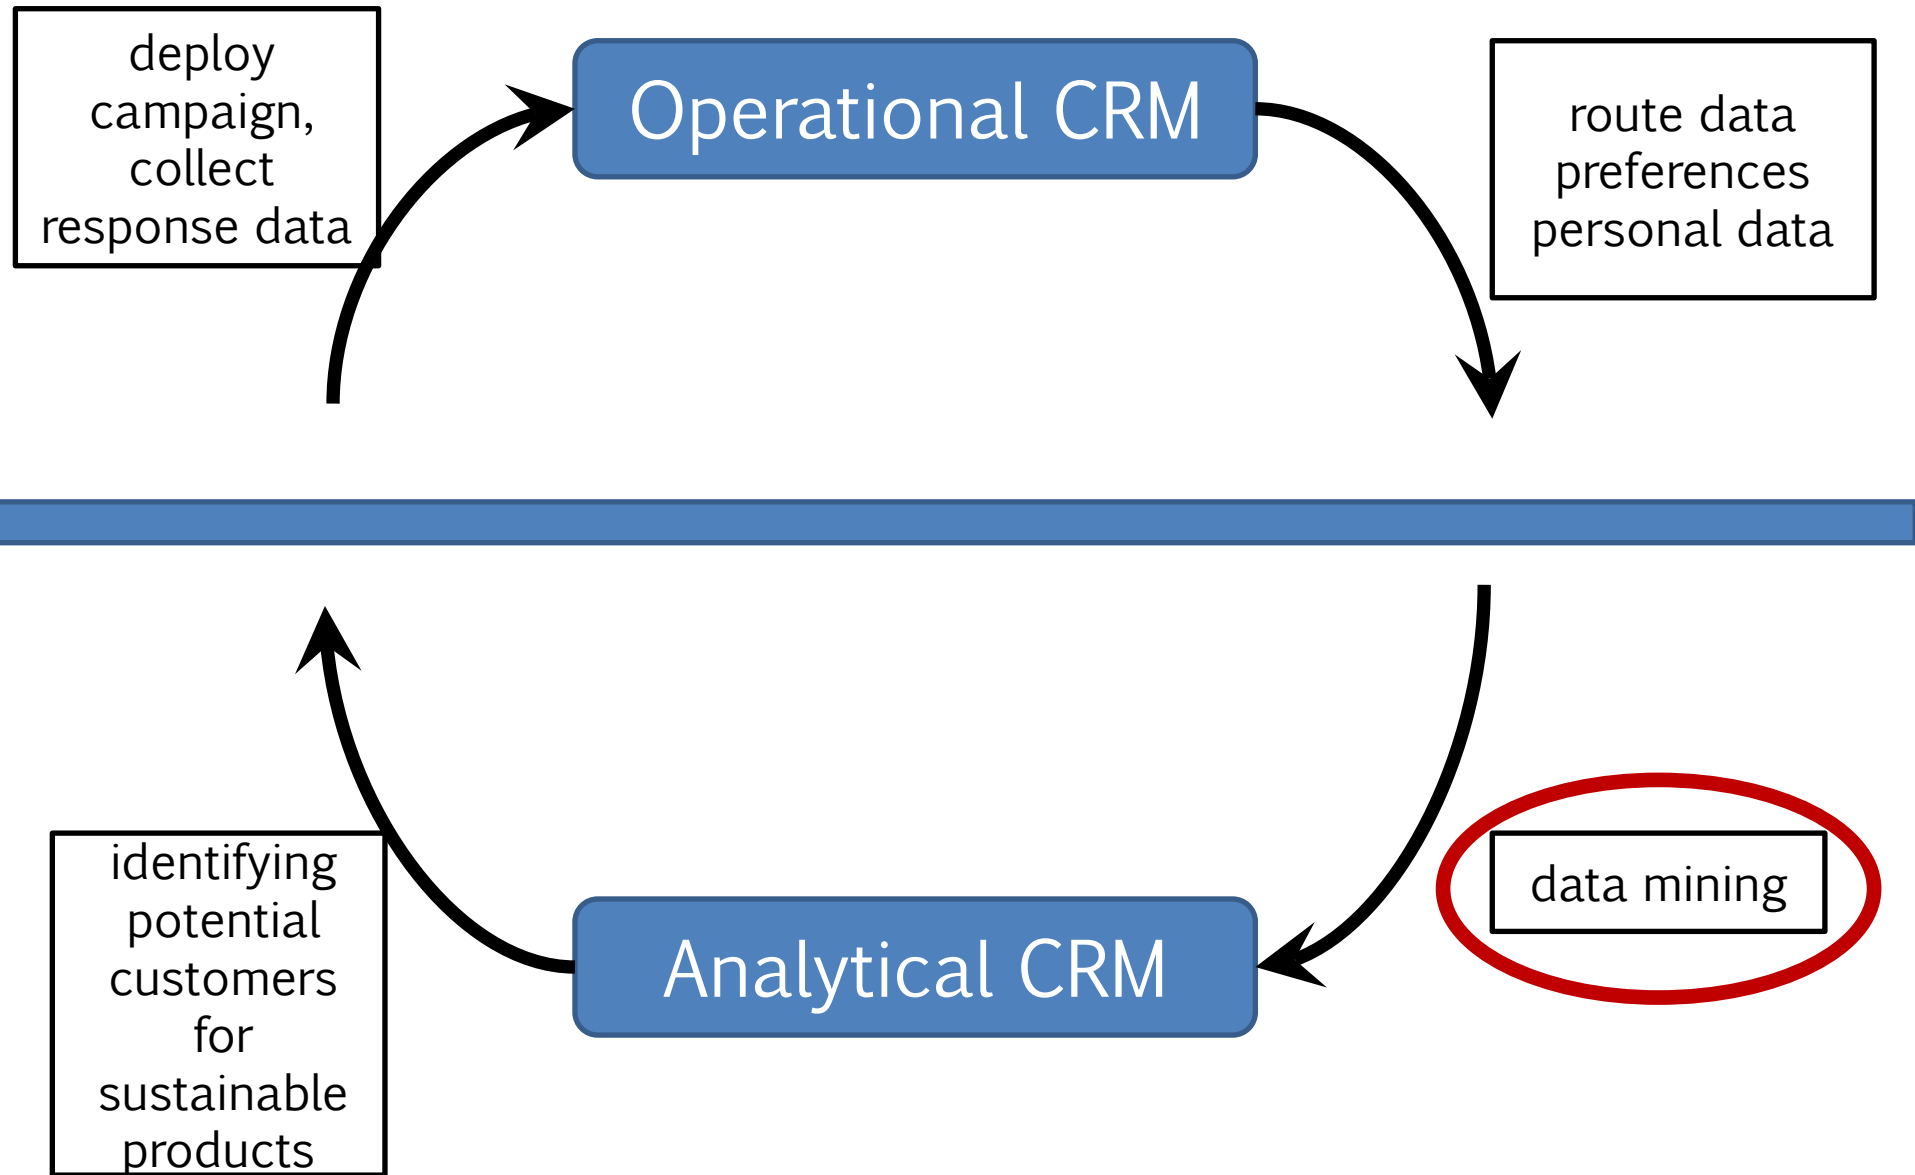 deploy
campaign,
collect
response data
Operational CRM
route data
preferences
personal data
identifying
potential
customers
for
sustainable
products
Analytical CRM
data mining